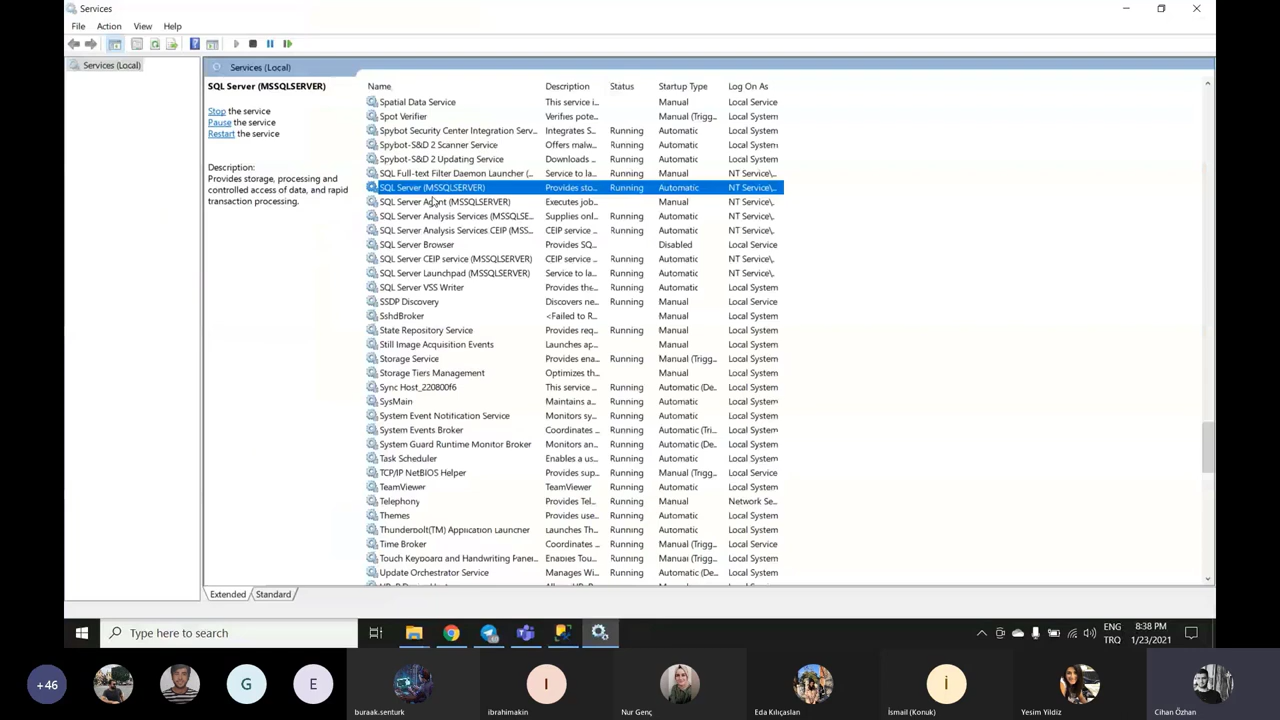 Services
File Action View Help
Services (Local)
Services (Local)
SQL Server (MSSQLSERVER)
Stop the service
Pause the service
Restart the service
Description:
Provides storage, processing and
controlled access of data, and rapid
transaction processing.
Name Description Status Startup Type Log On As
Spatial Data Service This service i... Manual Local Service
Spot Verifier Verifies pote... Manual (Trigg... Local System
Spybot Security Center Integration Serv... Integrates S... Running Automatic Local System
Spybot-S&D 2 Scanner Service Offers malw... Running Automatic Local System
Spybot-S&D 2 Updating Service Downloads ... Running Automatic Local System
SQL Full-text Filter Daemon Launcher (... Service to la... Running Manual NT Service\...
SQL Server (MSSQLSERVER) Provides sto... Running Automatic NT Service\...
SQL Server Agent (MSSQLSERVER) Executes job... Manual NT Service\...
SQL Server Analysis Services (MSSQLSE... Supplies onl... Running Automatic NT Service\...
SQL Server Analysis Services CEIP (MSS... CEIP service ... Running Automatic NT Service\...
SQL Server Browser Provides SQ... Disabled Local Service
SQL Server CEIP service (MSSQLSERVER) CEIP service ... Running Automatic NT Service\...
SQL Server Launchpad (MSSQLSERVER) Service to la... Running Automatic NT Service\...
SQL Server VSS Writer Provides the... Running Automatic Local System
SSDP Discovery Discovers ne... Running Manual Local Service
SshdBroker <Failed to R... Manual Local System
State Repository Service Provides req... Running Manual Local System
Still Image Acquisition Events Launches ap... Manual Local System
Storage Service Provides ena... Running Manual (Trigg... Local System
Storage Tiers Management Optimizes th... Manual Local System
Sync Host_220800f6 This service ... Running Automatic (De... Local System
SysMain Maintains a... Running Automatic Local System
System Event Notification Service Monitors sy... Running Automatic Local System
System Events Broker Coordinates ... Running Automatic (Tri... Local System
System Guard Runtime Monitor Broker Monitors an... Running Automatic (De... Local System
Task Scheduler Enables a us... Running Automatic Local System
TCP/IP NetBIOS Helper Provides sup... Running Manual (Trigg... Local Service
TeamViewer TeamViewer... Running Automatic Local System
Telephony Provides Tel... Running Manual Network Se...
Themes Provides use... Running Automatic Local System
Thunderbolt(TM) Application Launcher Launches Th... Running Automatic Local System
Time Broker Coordinates ... Running Manual (Trigg... Local Service
Touch Keyboard and Handwriting Pane... Enables Tou... Running Manual (Trigg... Local System
Update Orchestrator Service Manages Wi... Running Automatic (De... Local System
Extended Standard
Type here to search
ENG 8:38 PM
TRQ 1/23/2021
+46 G E I İ
buraak.senturk ibrahimakin Nur Genç Eda Kılıçaslan İsmail (Konuk) Yesim Yildiz Cihan Özhan